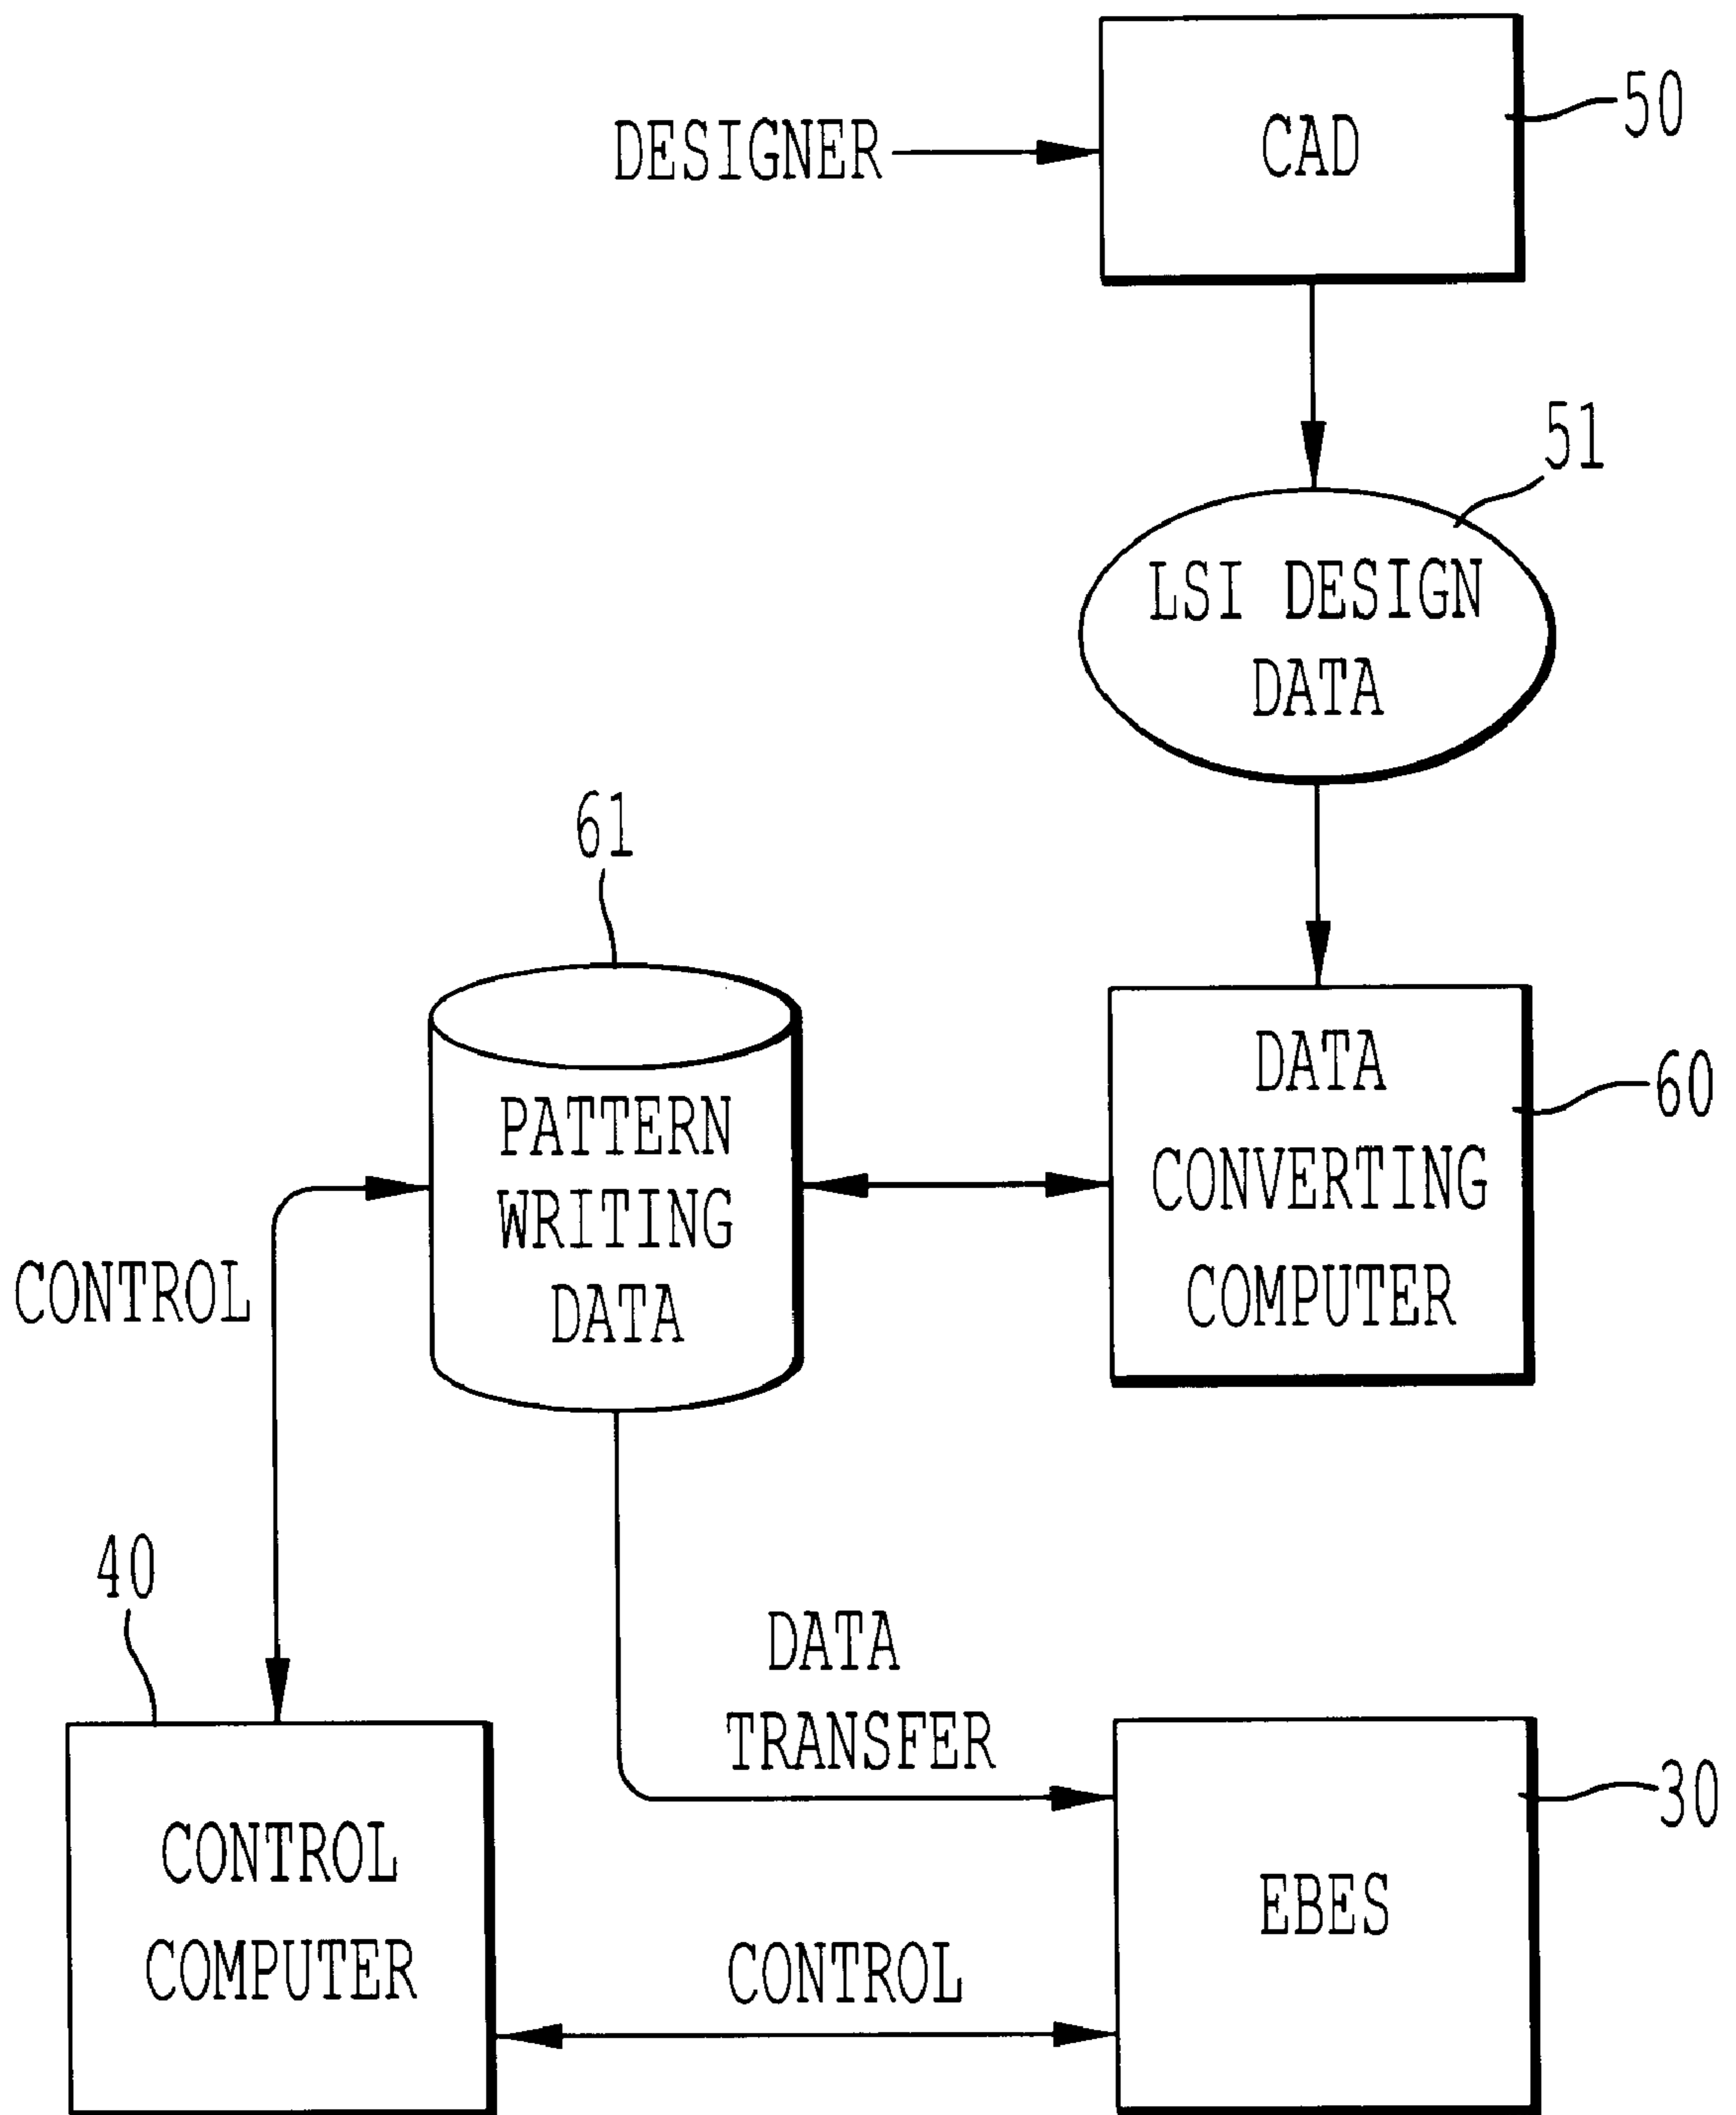 50
DESIGNER
CAD
51
LSI DESIGN
DATA
61
DATA
CONVERTING
COMPUTER
60
PATTERN
WRITING
DATA
CONTROL
40
DATA
TRANSFER
30
CONTROL
COMPUTER
EBES
CONTROL